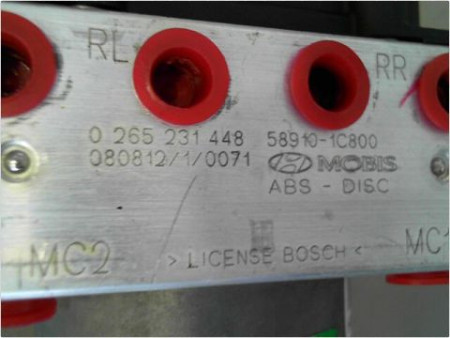 RL RR
0 265 231 448 58910-1C800
080812/1/0071 MOBIS
ABS - DISC
MC2 > LICENSE BOSCH < MC1